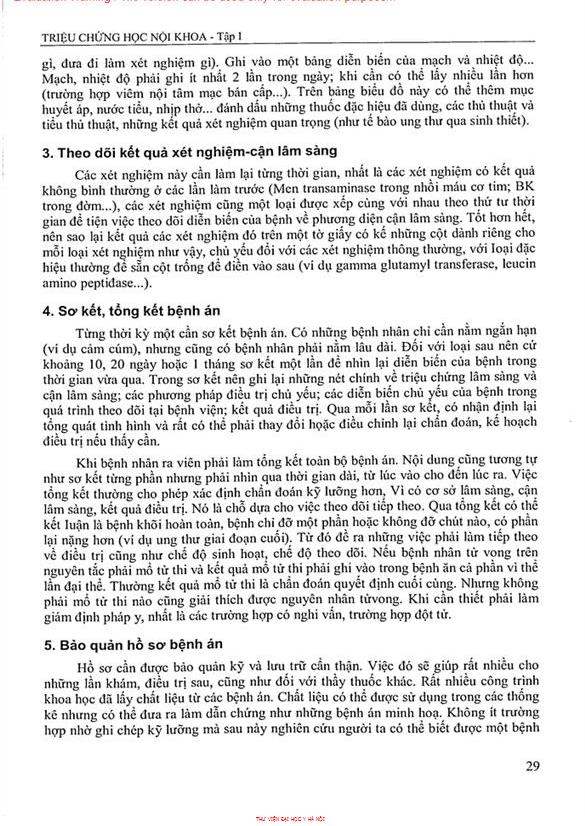 TRIỆU CHỨNG HỌC NỘI KHOA - Tập 1
gì, đưa đi làm xét nghiệm gì). Ghi vào một bảng diễn biến của mạch và nhiệt độ...
Mạch, nhiệt độ phải ghi ít nhất 2 lần trong ngày; khi cần có thể lấy nhiều lần hơn
(trường hợp viêm nội tâm mạc bán cấp...). Trên bảng biểu đồ này có thể thêm mục
huyết áp, nước tiểu, nhịp thở... đánh dấu những thuốc đặc hiệu đã dùng, các thủ thuật và
tiểu thủ thuật, những kết quả xét nghiệm quan trọng (như tế bào ung thư qua sinh thiết).
3. Theo dõi kết quả xét nghiệm-cận lâm sàng
Các xét nghiệm này cần làm lại từng thời gian, nhất là các xét nghiệm có kết quả
không bình thường ở các lần làm trước (Men transaminase trong nhồi máu cơ tim; BK
trong đờm...), các xét nghiệm cũng một loại được xếp cùng với nhau theo thứ tư thời
gian để tiện việc theo dõi diễn biến của bệnh về phương diện cận lâm sàng. Tốt hơn hết,
nên sao lại kết quả các xét nghiệm đó trên một tờ giấy có kẻ những cột dành riêng cho
mỗi loại xét nghiệm như vậy, chủ yếu đối với các xét nghiệm thông thường, với loại đặc
hiệu thường để sẵn cột trống để điền vào sau (ví dụ gamma glutamyl transferase, leucin
amino peptidase...).
4. Sơ kết, tổng kết bệnh án
Từng thời kỳ một cần sơ kết bệnh án. Có những bệnh nhân chỉ cần nằm ngắn hạn
(ví dụ cảm cúm), nhưng cũng có bệnh nhân phải nằm lâu dài. Đối với loại sau nên cứ
khoảng 10, 20 ngày hoặc 1 tháng sơ kết một lần để nhìn lại diễn biến của bệnh trong
thời gian vừa qua. Trong sơ kết nên ghi lại những nét chính về triệu chứng lâm sàng và
cận lâm sàng; các phương pháp điều trị chủ yếu; các diễn biến chủ yếu của bệnh trong
quá trình theo dõi tại bệnh viện; kết quả điều trị. Qua mỗi lần sơ kết, có nhận định lại
tổng quát tình hình và rất có thể phải thay đổi hoặc điều chỉnh lại chẩn đoán, kế hoạch
điều trị nếu thấy cần.
Khi bệnh nhân ra viên phải làm tổng kết toàn bộ bệnh án. Nội dung cũng tương tự
như sơ kết từng phần nhưng phải nhìn qua thời gian dài, từ lúc vào cho đến lúc ra. Việc
tổng kết thường cho phép xác định chẩn đoán kỹ lưỡng hơn, Vì có cơ sở lâm sàng, cận
lâm sàng, kết quả điều trị. Nó là chỗ dựa cho việc theo dõi tiếp theo. Qua tổng kết có thể
kết luận là bệnh khỏi hoàn toàn, bệnh chỉ đỡ một phần hoặc không đỡ chút nào, có phần
lại nặng hơn (ví dụ ung thư giai đoạn cuối). Từ đó đề ra những việc phải làm tiếp theo
về điều trị cũng như chế độ sinh hoạt, chế độ theo dõi. Nếu bệnh nhân tử vong trên
nguyên tắc phải mổ tử thi và kết quả mổ tử thi phải ghi vào trong bệnh án cả phần vi thể
lẫn đại thể. Thường kết quả mổ tử thi là chẩn đoán quyết định cuối cùng. Nhưng không
phải mổ tử thi nào cũng giải thích được nguyên nhân tửvong. Khi cần thiết phải làm
giám định pháp y, nhất là các trường hợp có nghi vấn, trường hợp đột tử.
5. Bảo quản hồ sơ bệnh án
Hồ sơ cần được bảo quản kỹ và lưu trữ cẩn thận. Việc đó sẽ giúp rất nhiều cho
những lần khám, điều trị sau, cũng như đối với thầy thuốc khác. Rất nhiều công trình
khoa học đã lấy chất liệu từ các bệnh án. Chất liệu có thể được sử dụng trong các thống
kê nhưng có thể đưa ra làm dẫn chứng như những bệnh án minh hoạ. Không ít trường
hợp nhờ ghi chép kỹ lưỡng mà sau này nghiên cứu người ta có thể biết được một bệnh
29
THƯ VIỆN ĐẠI HỌC Y HÀ NỘI